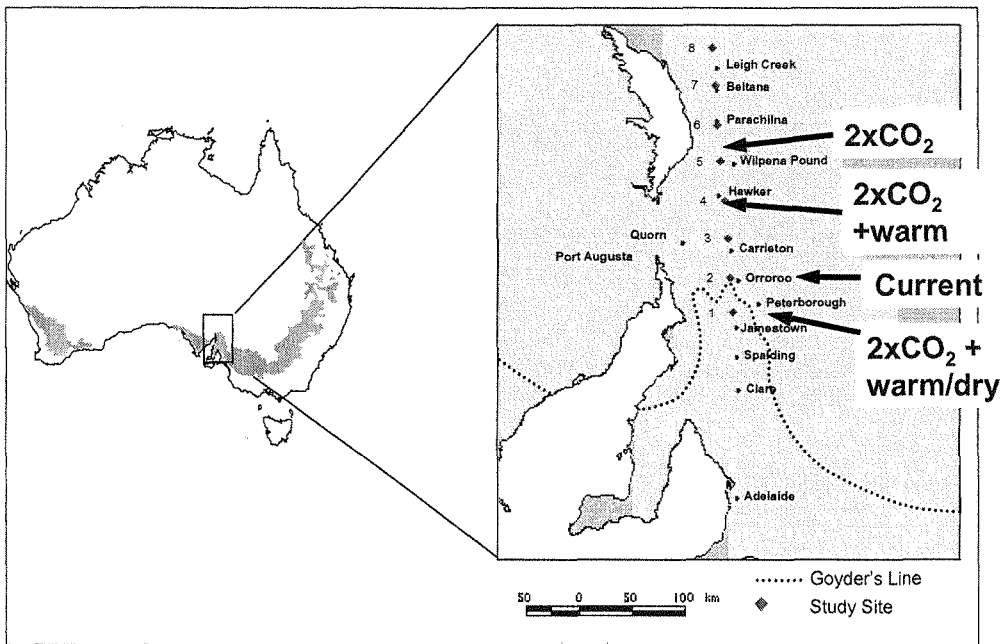 8
Leigh Creek
7
Beltana
Parachilna
6
2xCO₂
5
Wilpena Pound
Hawker
4
2xCO₂
+warm
Quorn
3
Carrieton
Port Augusta
2
Orroroo
Current
Peterborough
1
Jamestown
2xCO₂ +
warm/dry
Spalding
Clare
Adelaide
Goyder's Line
Study Site
50 0 50 100 km